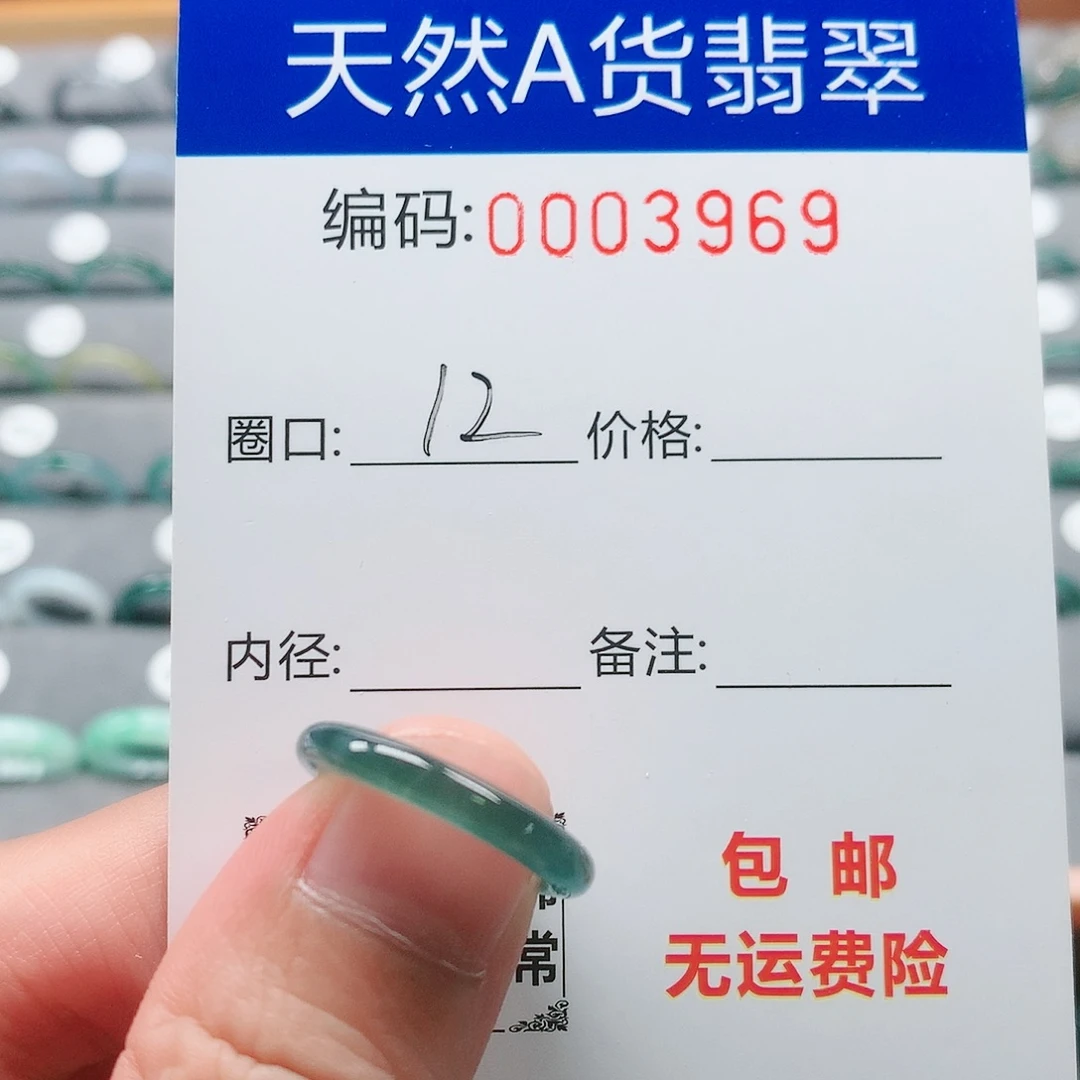 天然A货翡翠
编码:0003969
圈口: 12 价格:
内径: 备注:
包邮
常
无运费险